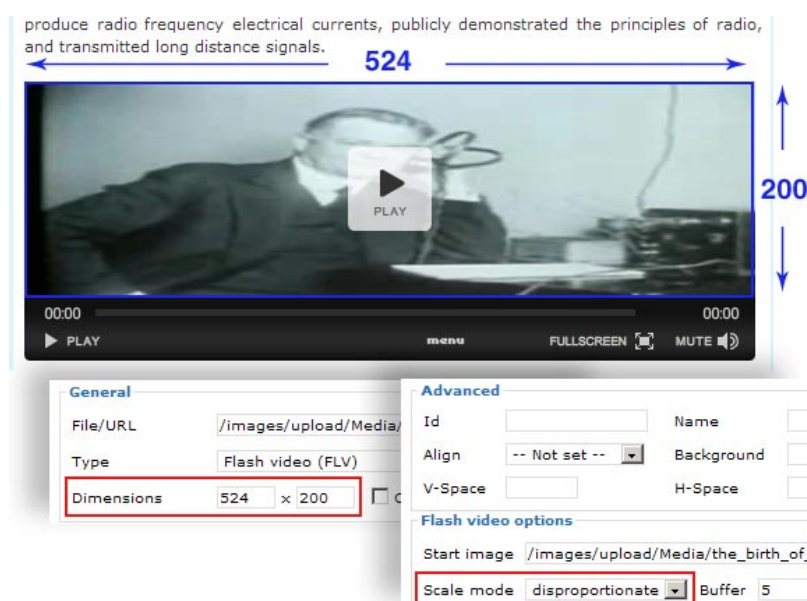 produce radio frequency electrical currents, publicly demonstrated the principles of radio,
and transmitted long distance signals.
524
200
PLAY
00:00 00:00
PLAY menu FULLSCREEN MUTE
General
File/URL /images/upload/Media/
Type Flash video (FLV)
Dimensions 524 x 200
Advanced
Id Name
Align -- Not set -- Background
V-Space H-Space
Flash video options
Start image /images/upload/Media/the_birth_of_
Scale mode disproportionate Buffer 5